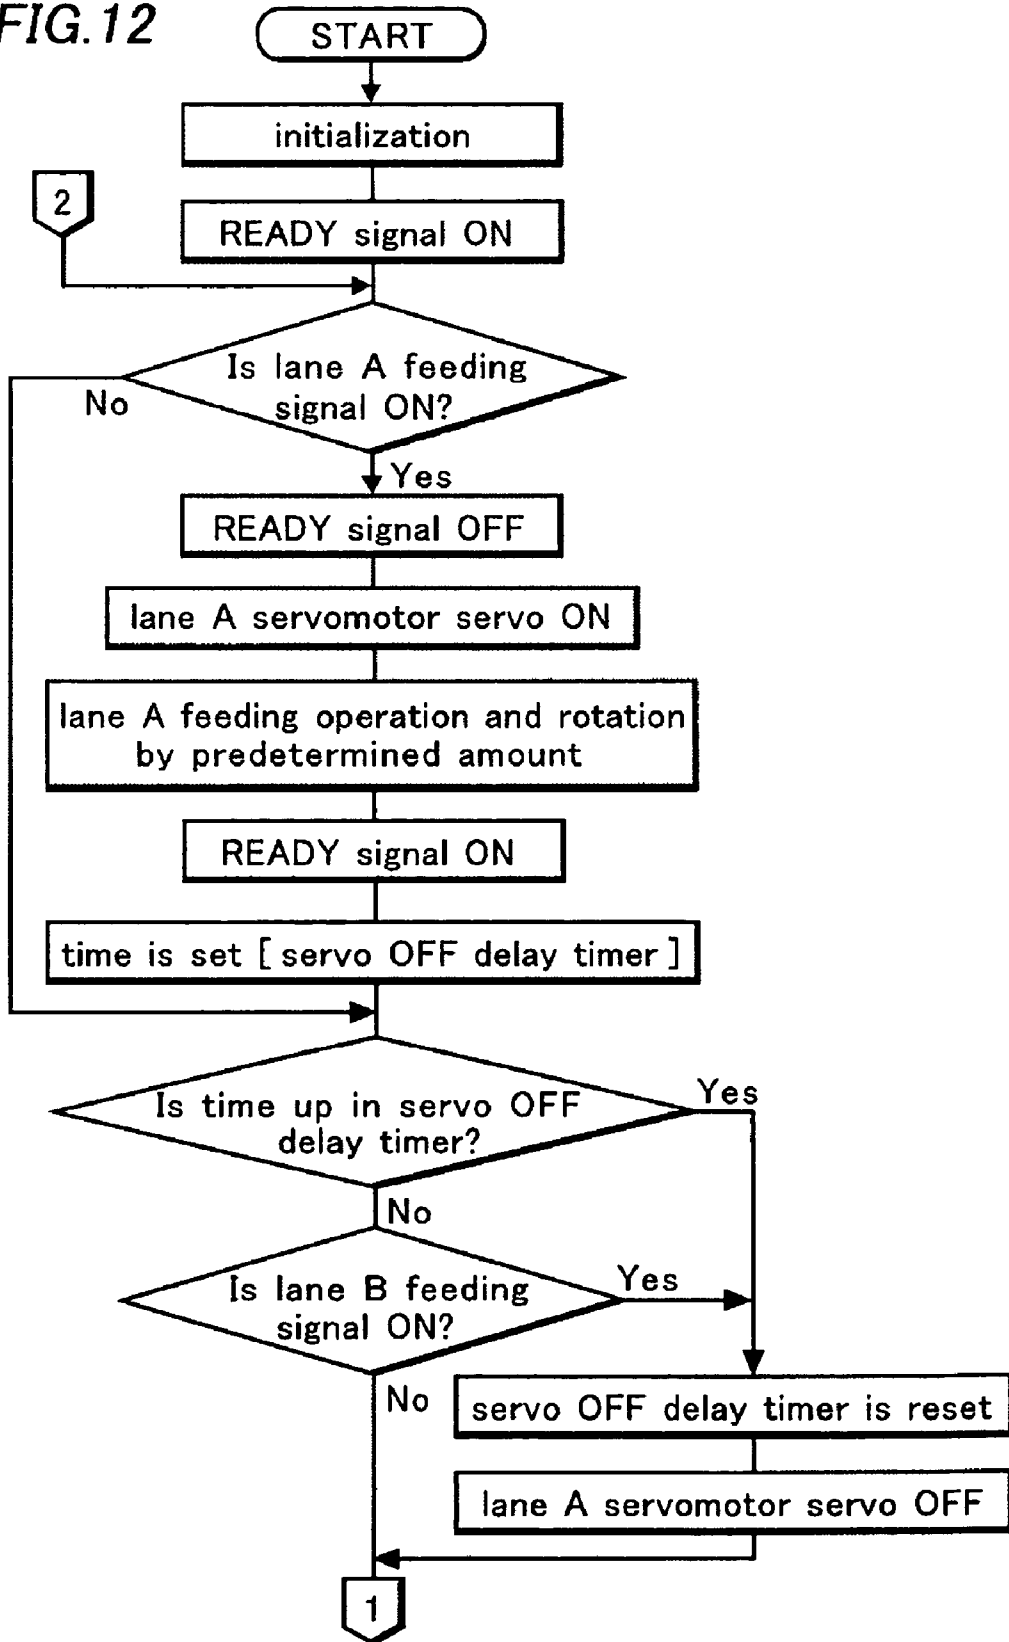 FIG.12
START
initialization
2
READY signal ON
Is lane A feeding
signal ON?
No
Yes
READY signal OFF
lane A servomotor servo ON
lane A feeding operation and rotation
by predetermined amount
READY signal ON
time is set [ servo OFF delay timer ]
Is time up in servo OFF
delay timer?
Yes
No
Is lane B feeding
signal ON?
Yes
No
servo OFF delay timer is reset
lane A servomotor servo OFF
1